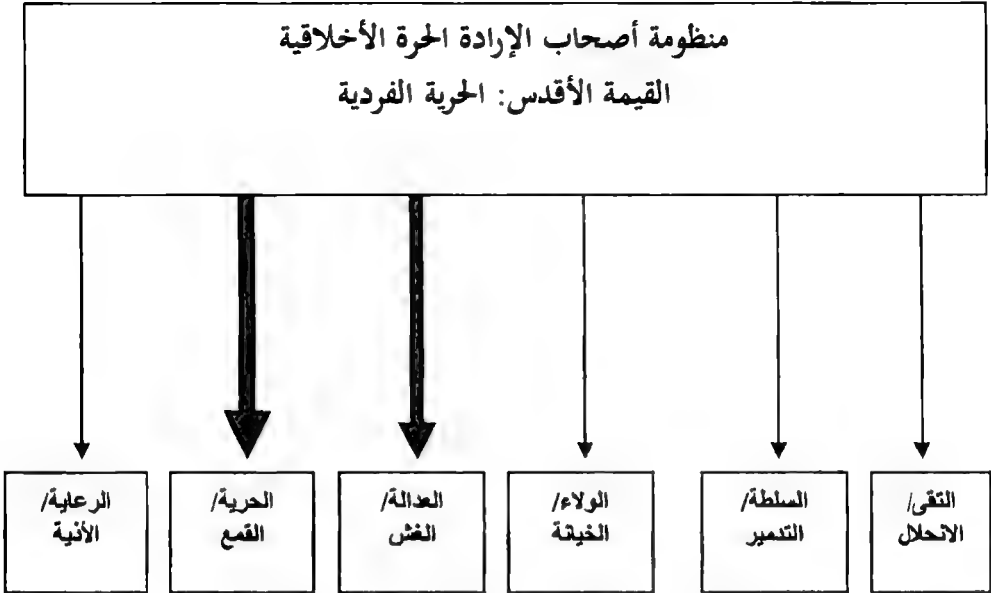 منظومة أصحاب الإرادة الحرة الأخلاقية
القيمة الأقدس: الحرية الفردية
التقى/
الانحلال
السلطة/
التدمير
الولاء/
الخيانة
العدالة/
الغش
الحرية/
القمع
الرعاية/
الأذية